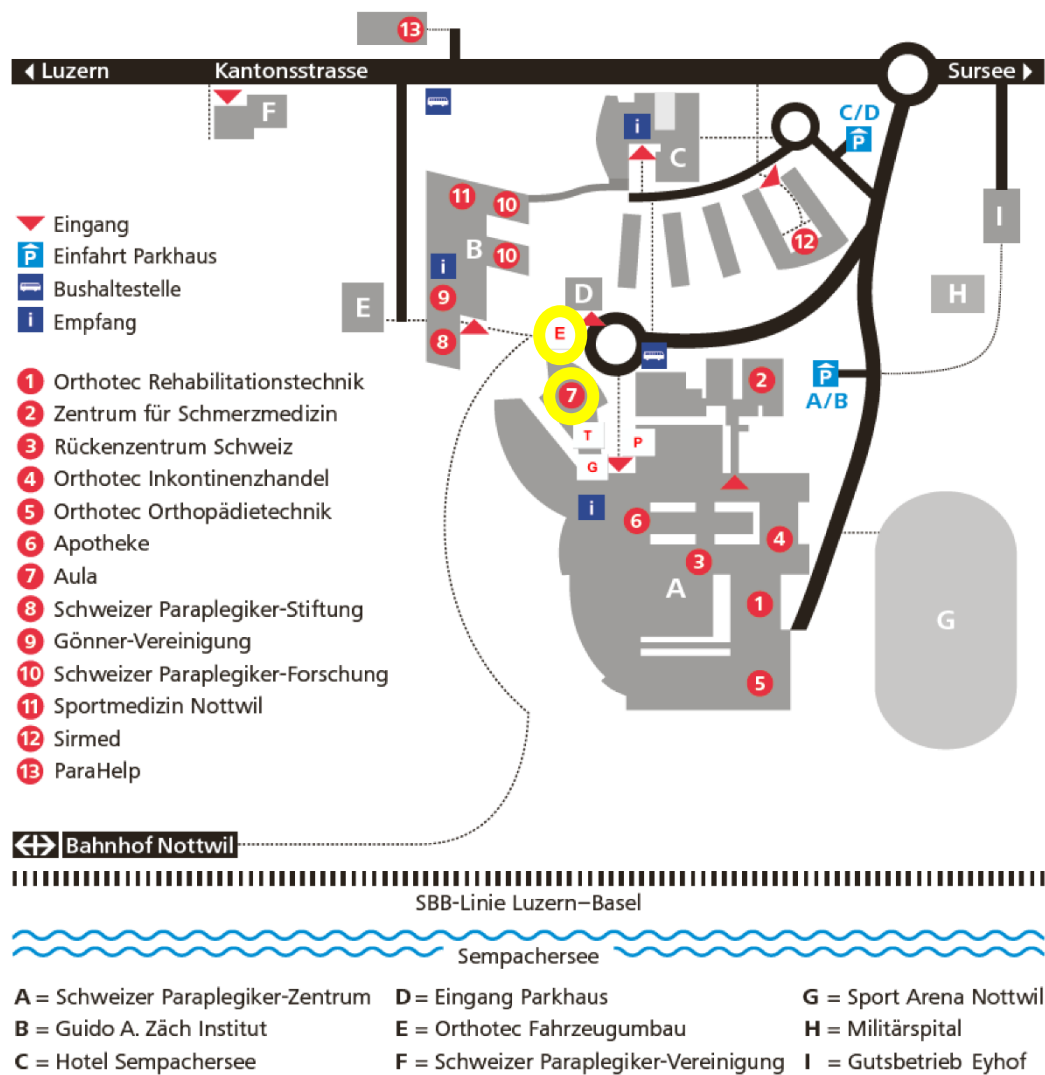 13
Luzern
Kantonsstrasse
Sursee
F
C/D
P
i
C
11
10
B
10
12
I
i
9
8
E
D
E
H
Eingang
P Einfahrt Parkhaus
Bushaltestelle
i Empfang
P
A/B
2
7
T
P
G
i
6
4
3
A
1
5
G
1 Orthotec Rehabilitationstechnik
2 Zentrum für Schmerzmedizin
3 Rückenzentrum Schweiz
4 Orthotec Inkontinenzhandel
5 Orthotec Orthopädietechnik
6 Apotheke
7 Aula
8 Schweizer Paraplegiker-Stiftung
9 Gönner-Vereinigung
10 Schweizer Paraplegiker-Forschung
11 Sportmedizin Nottwil
12 Sirmed
13 ParaHelp
Bahnhof Nottwil
SBB-Linie Luzern–Basel
Sempachersee
A = Schweizer Paraplegiker-Zentrum
B = Guido A. Zäch Institut
C = Hotel Sempachersee
D = Eingang Parkhaus
E = Orthotec Fahrzeugumbau
F = Schweizer Paraplegiker-Vereinigung
G = Sport Arena Nottwil
H = Militärspital
I = Gutsbetrieb Eyhof